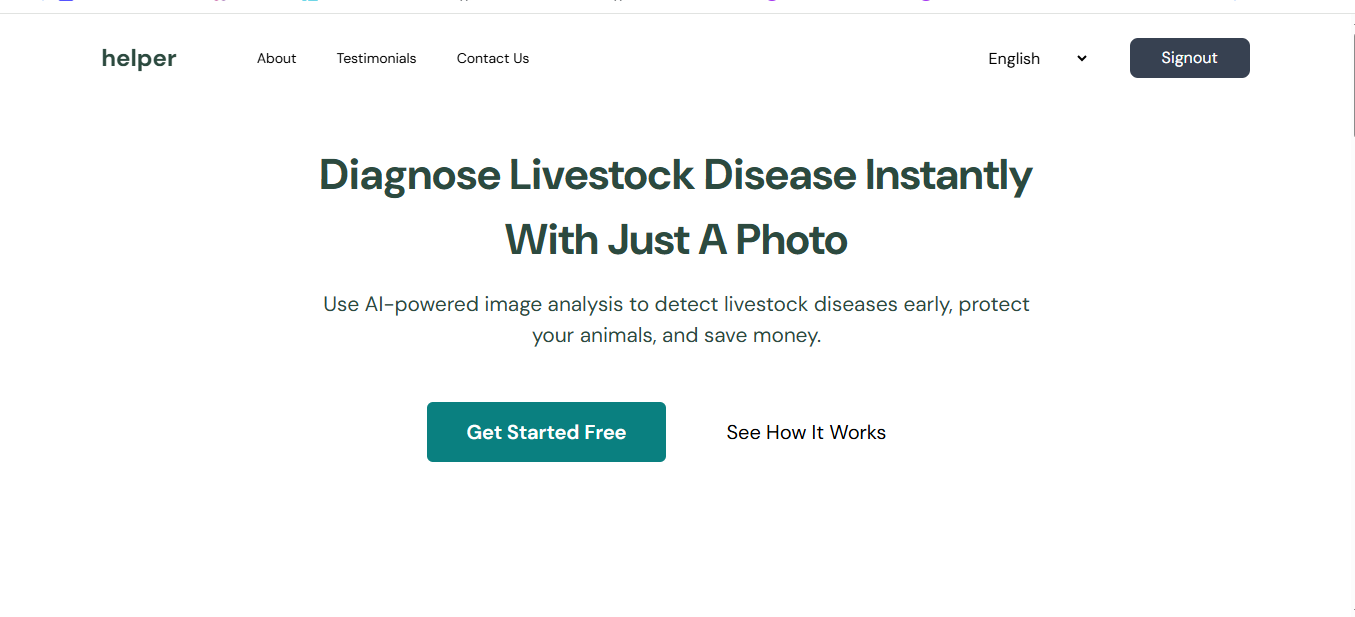 helper
About
Testimonials
Contact Us
English
Signout
Diagnose Livestock Disease Instantly
With Just A Photo
Use AI-powered image analysis to detect livestock diseases early, protect
your animals, and save money.
Get Started Free
See How It Works